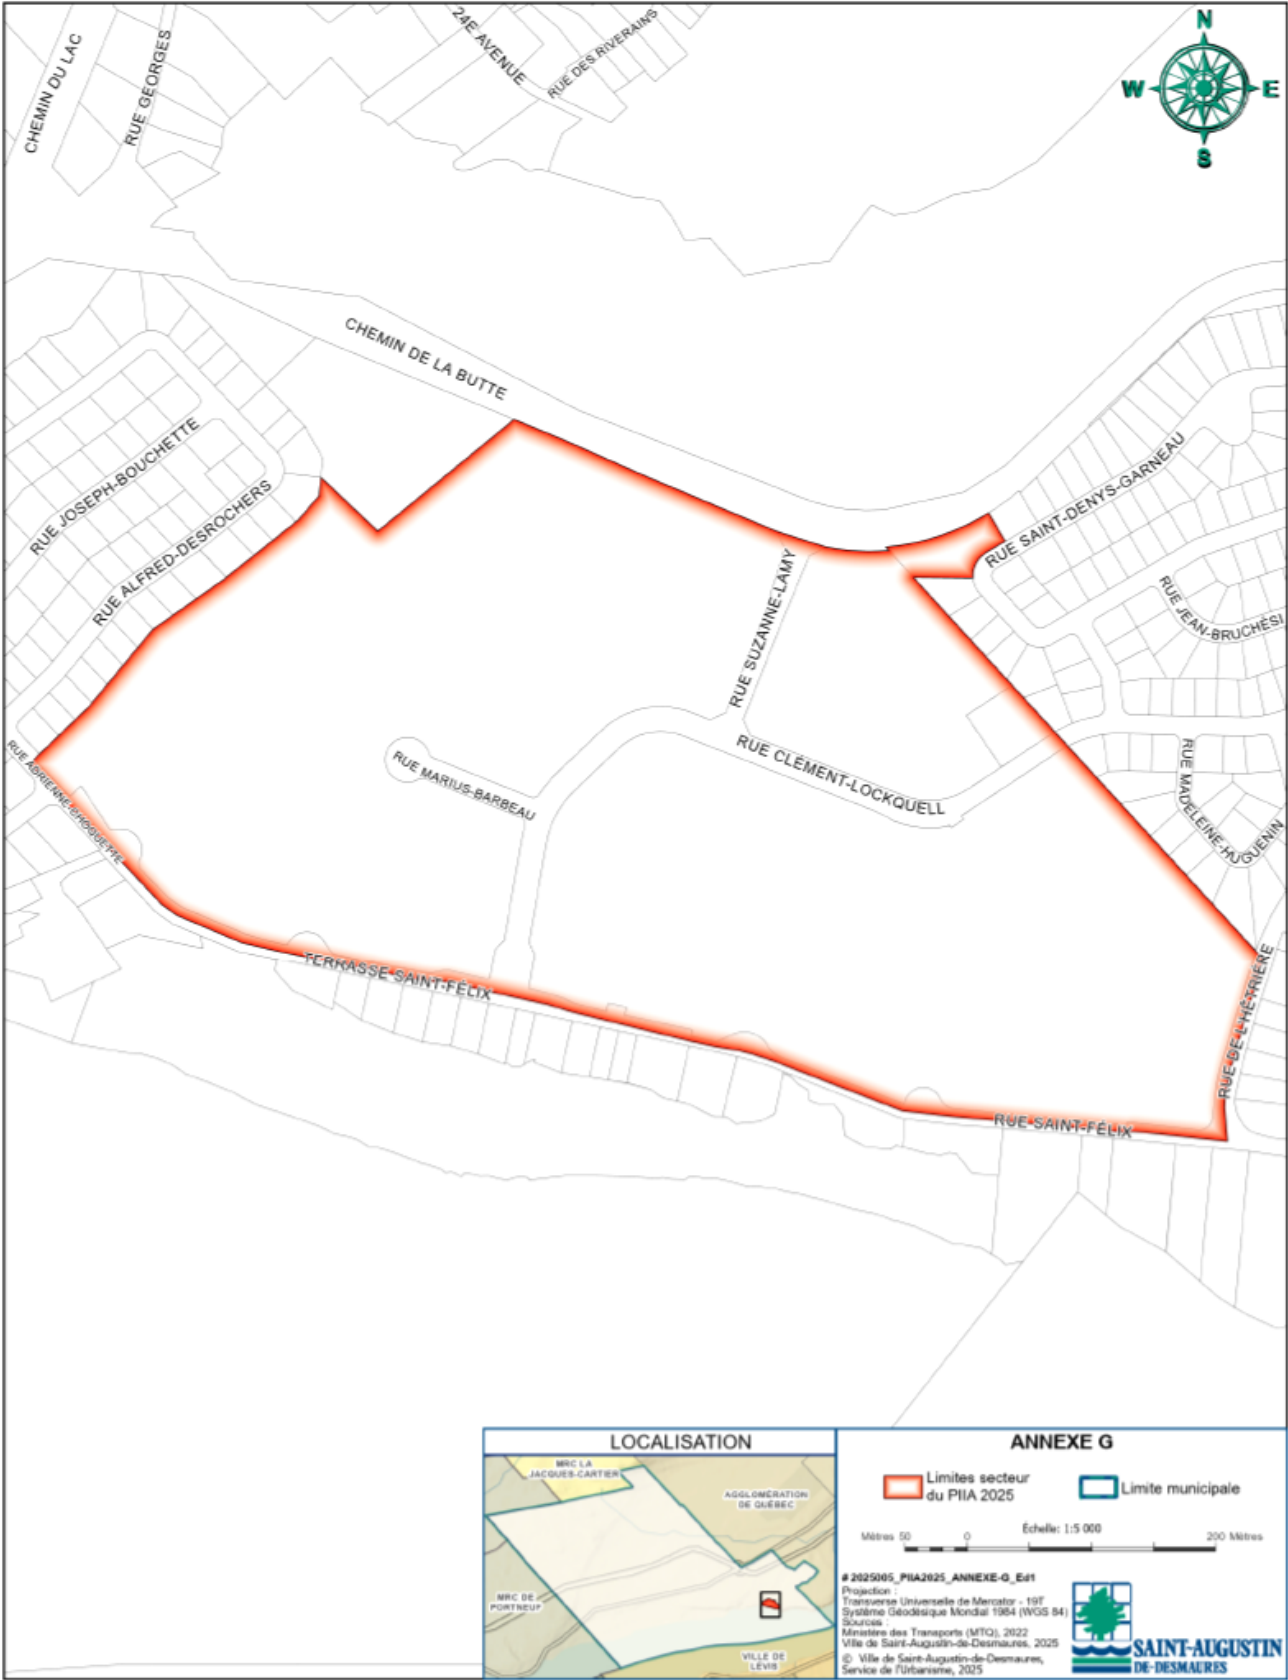 24E AVENUE
RUE DES RIVERAINS
CHEMIN DU LAC
RUE GEORGES
N
W
E
S
CHEMIN DE LA BUTTE
RUE JOSEPH-BOUCHETTE
RUE ALFRED-DESROCHERS
RUE SAINT-DENYS-GARNEAU
RUE JEAN-BRUCHÉSI
RUE SUZANNE-LAMY
RUE ADRIENNE-CHOQUETTE
RUE MARIUS-BARBEAU
RUE CLÉMENT-LOCKQUELL
RUE MADELEINE-HUGUENIN
TERRASSE SAINT-FÉLIX
RUE DE L'HÊTRIÈRE
RUE SAINT-FÉLIX
LOCALISATION
MRC LA
JACQUES-CARTIER
AGGLOMÉRATION
DE QUÉBEC
MRC DE
PORTNEUF
VILLE DE
LÉVIS
ANNEXE G
Limites secteur
du PIIA 2025
Limite municipale
Échelle: 1:5 000
Mètres 50 0 200 Mètres
# 2025005_PIIA2025_ANNEXE-G_Ed1
Projection :
Transverse Universelle de Mercator - 19T
Système Géodésique Mondial 1984 (WGS 84)
Sources :
Ministère des Transports (MTQ), 2022
Ville de Saint-Augustin-de-Desmaures, 2025
© Ville de Saint-Augustin-de-Desmaures,
Service de l'Urbanisme, 2025
SAINT-AUGUSTIN
DE-DESMAURES